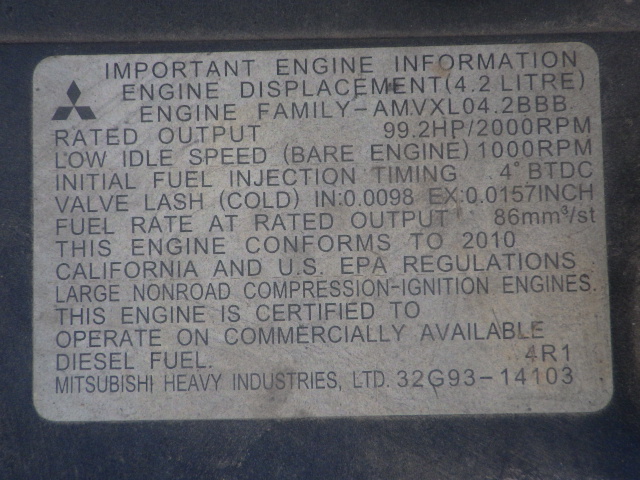 IMPORTANT ENGINE INFORMATION
ENGINE DISPLACEMENT(4.2 LITRE)
ENGINE FAMILY-AMVXL04.2BBB
RATED OUTPUT 99.2HP/2000RPM
LOW IDLE SPEED (BARE ENGINE) 1000RPM
INITIAL FUEL INJECTION TIMING 4° BTDC
VALVE LASH (COLD) IN:0.0098 EX:0.0157INCH
FUEL RATE AT RATED OUTPUT 86mm³/st
THIS ENGINE CONFORMS TO 2010
CALIFORNIA AND U.S. EPA REGULATIONS
LARGE NONROAD COMPRESSION-IGNITION ENGINES.
THIS ENGINE IS CERTIFIED TO
OPERATE ON COMMERCIALLY AVAILABLE
DIESEL FUEL. 4R1
MITSUBISHI HEAVY INDUSTRIES, LTD. 32G93-14103